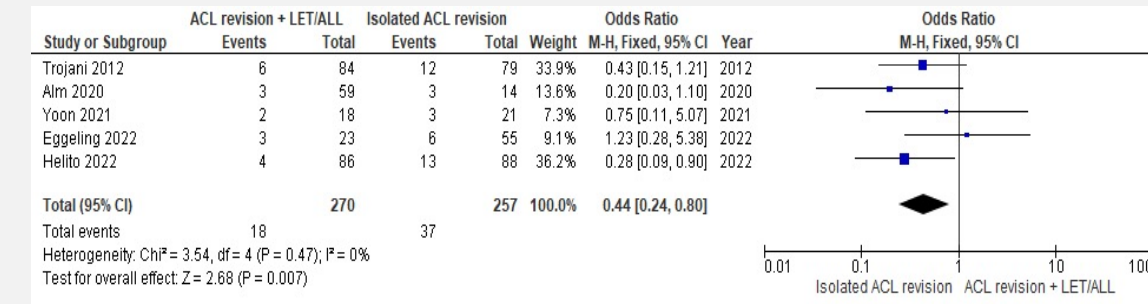 ACL revision + LET/ALL Isolated ACL revision Odds Ratio Odds Ratio
Study or Subgroup Events Total Events Total Weight M-H, Fixed, 95% CI Year M-H, Fixed, 95% CI
Trojani 2012 6 84 12 79 33.9% 0.43 [0.15, 1.21] 2012
Alm 2020 3 59 3 14 13.6% 0.20 [0.03, 1.10] 2020
Yoon 2021 2 18 3 21 7.3% 0.75 [0.11, 5.07] 2021
Eggeling 2022 3 23 6 55 9.1% 1.23 [0.28, 5.38] 2022
Helito 2022 4 86 13 88 36.2% 0.28 [0.09, 0.90] 2022
Total (95% CI) 270 257 100.0% 0.44 [0.24, 0.80]
Total events 18 37
Heterogeneity: Chi² = 3.54, df = 4 (P = 0.47); I² = 0%
Test for overall effect: Z = 2.68 (P = 0.007)
0.01 0.1 1 10 100
Isolated ACL revision ACL revision + LET/ALL